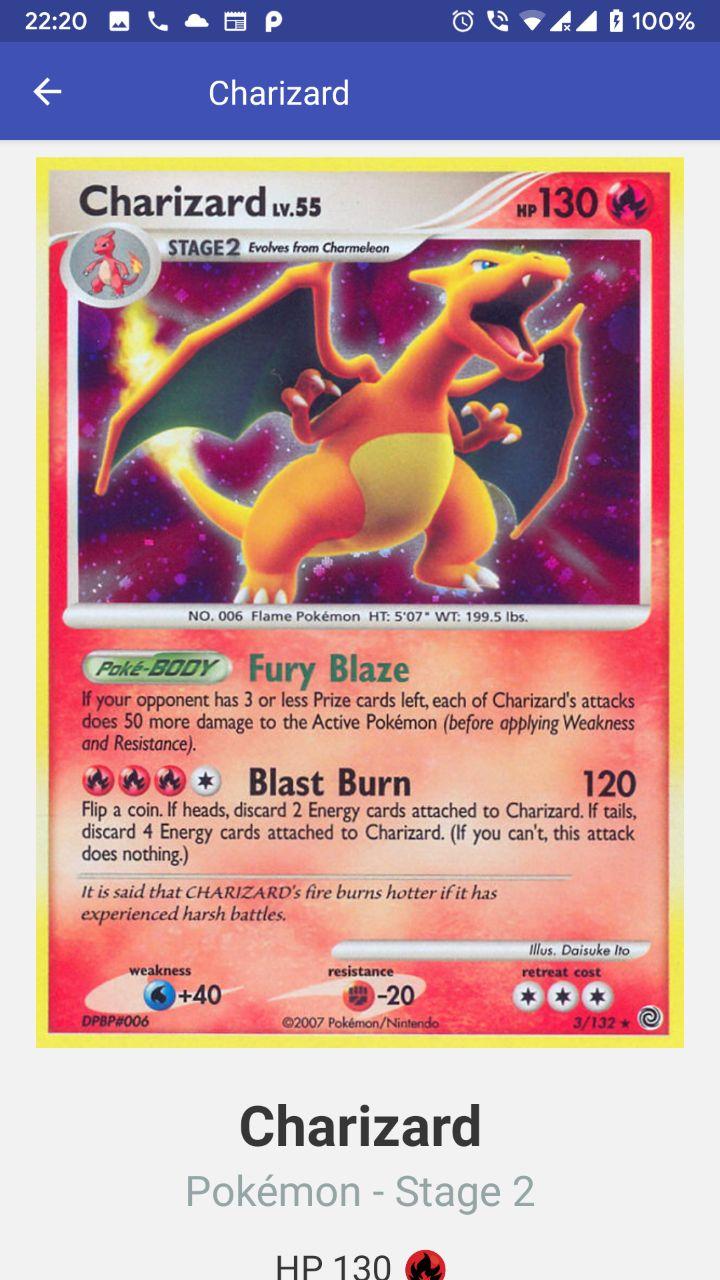 22:20
100%
Charizard
Charizard LV.55
HP 130
STAGE2 Evolves from Charmeleon
NO. 006 Flame Pokémon HT: 5'07" WT: 199.5 lbs.
Poké-BODY Fury Blaze
If your opponent has 3 or less Prize cards left, each of Charizard's attacks
does 50 more damage to the Active Pokémon (before applying Weakness
and Resistance).
Blast Burn 120
Flip a coin. If heads, discard 2 Energy cards attached to Charizard. If tails,
discard 4 Energy cards attached to Charizard. (If you can't, this attack
does nothing.)
It is said that CHARIZARD's fire burns hotter if it has
experienced harsh battles.
Illus. Daisuke Ito
weakness resistance retreat cost
+40 -20
DPBP#006 ©2007 Pokémon/Nintendo 3/132 ★
Charizard
Pokémon - Stage 2
HP 130